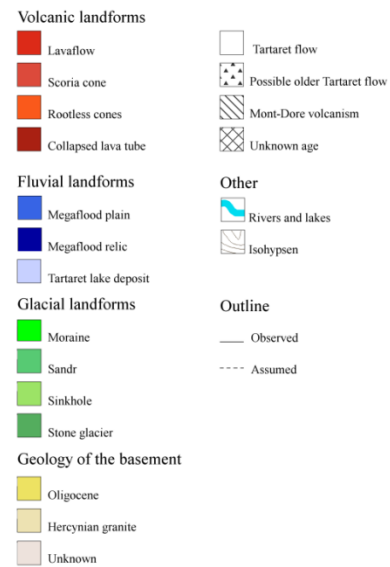 Volcanic landforms
Lavaflow
Scoria cone
Rootless cones
Collapsed lava tube
Tartaret flow
Possible older Tartaret flow
Mont-Dore volcanism
Unknown age
Fluvial landforms
Megaflood plain
Megaflood relic
Tartaret lake deposit
Other
Rivers and lakes
Isohypsen
Glacial landforms
Moraine
Sandr
Sinkhole
Stone glacier
Outline
Observed
Assumed
Geology of the basement
Oligocene
Hercynian granite
Unknown